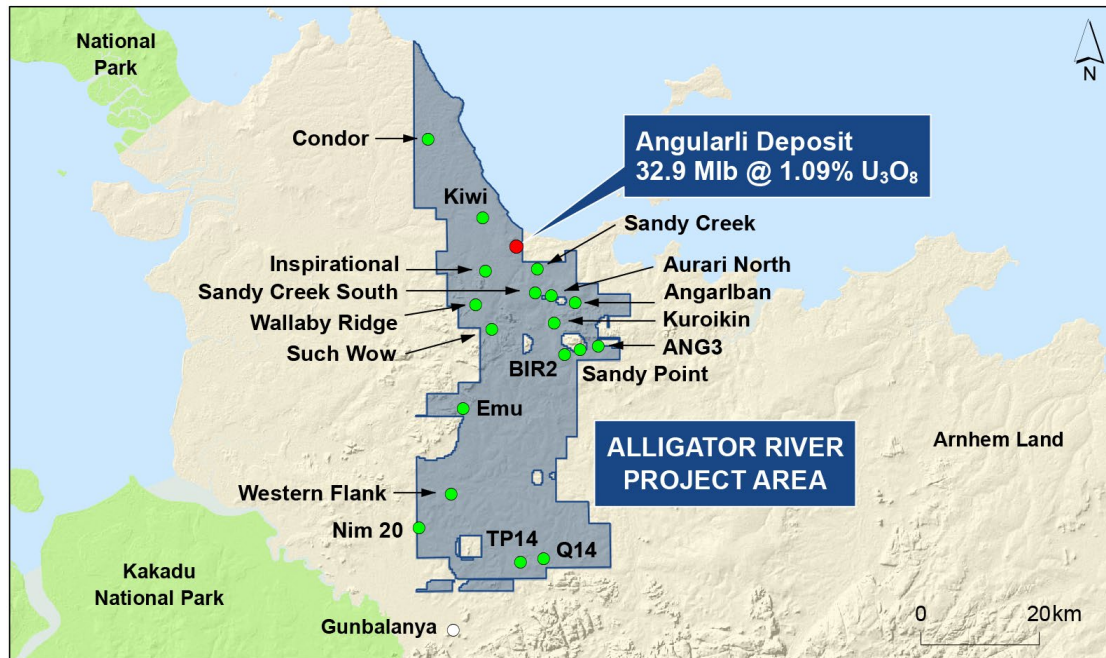 National
Park
N
Condor
Angularli Deposit
32.9 Mlb @ 1.09% U₃O₈
Kiwi
Sandy Creek
Inspirational
Aurari North
Sandy Creek South
Angarlban
Wallaby Ridge
Kuroikin
Such Wow
ANG3
BIR2
Sandy Point
Emu
ALLIGATOR RIVER
PROJECT AREA
Arnhem Land
Western Flank
Nim 20
TP14
Q14
Kakadu
National Park
Gunbalanya
0 20km